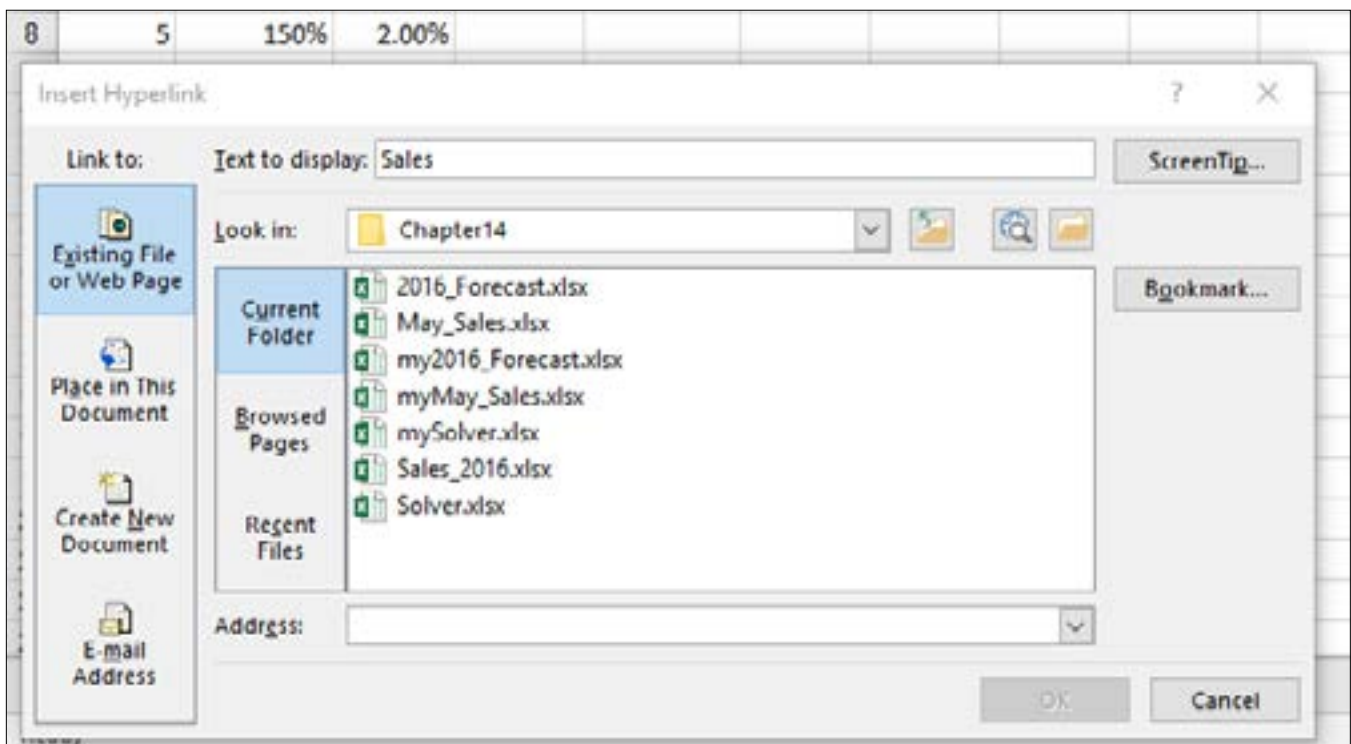 8 5 150% 2.00%
Insert Hyperlink ? ×
Link to:
Text to display: Sales
ScreenTip...
Existing File
or Web Page
Place in This
Document
Create New
Document
E-mail
Address
Look in: Chapter14
Current
Folder
Browsed
Pages
Recent
Files
2016_Forecast.xlsx
May_Sales.xlsx
my2016_Forecast.xlsx
myMay_Sales.xlsx
mySolver.xlsx
Sales_2016.xlsx
Solver.xlsx
Bookmark...
Address:
OK
Cancel